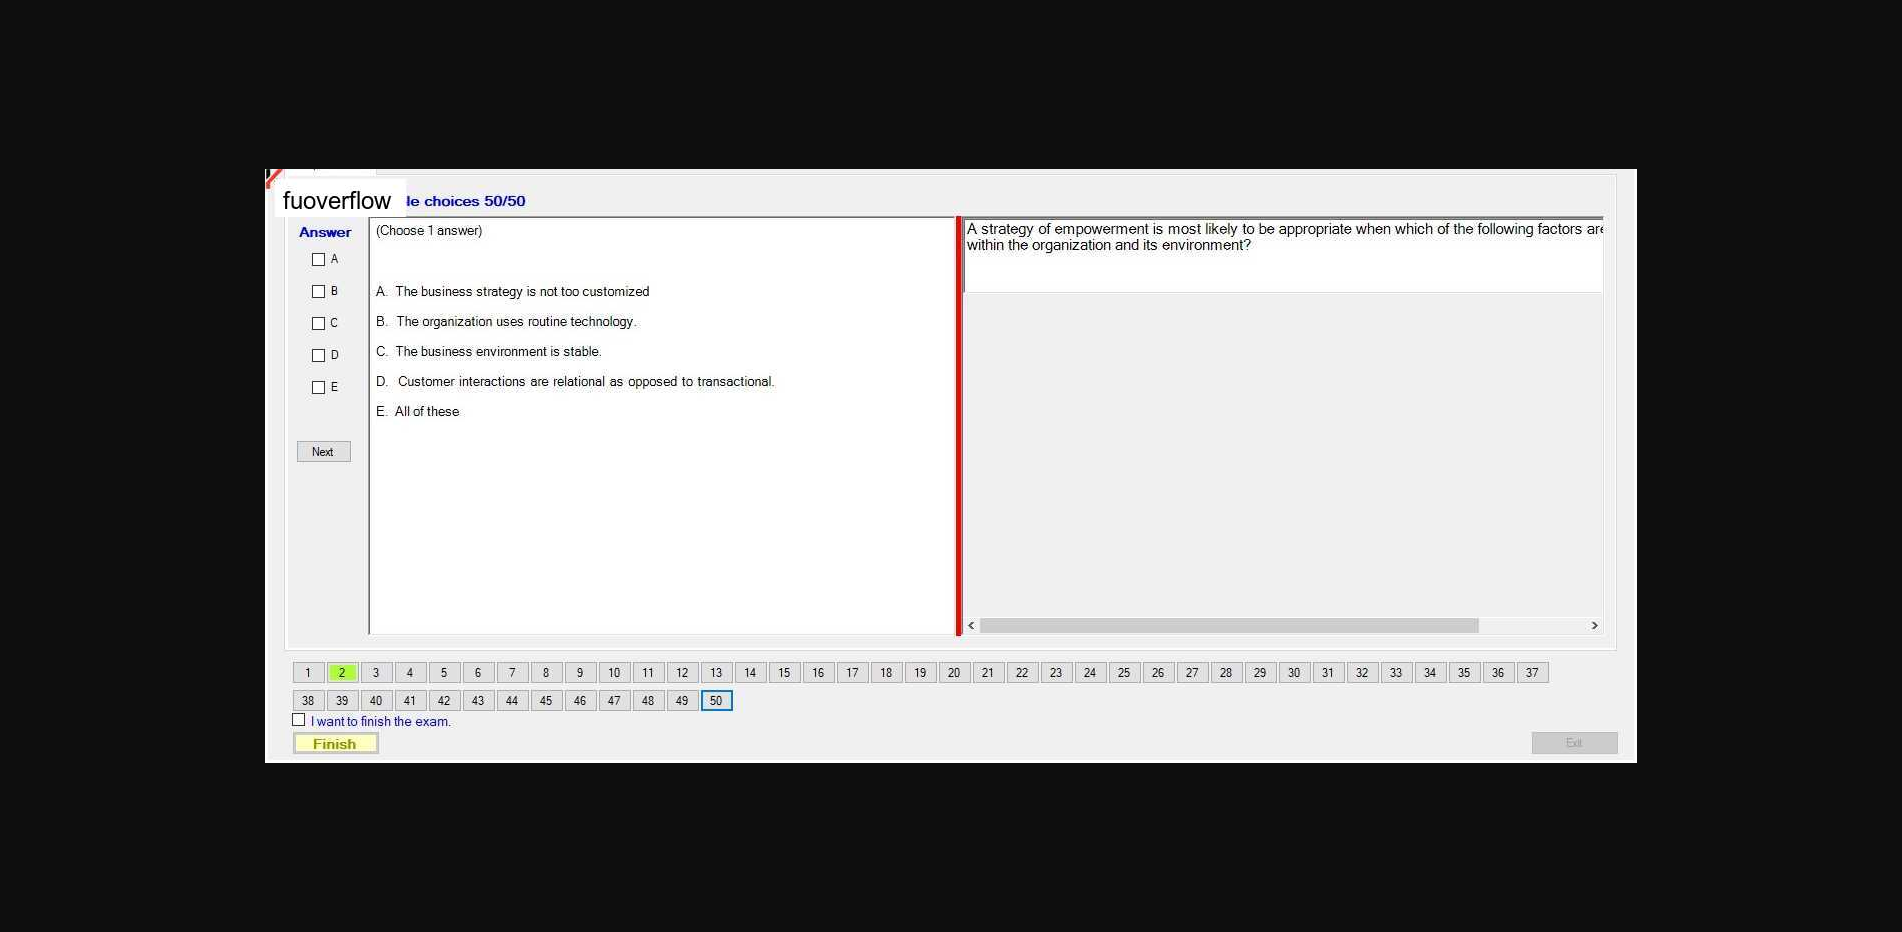 fuoverflow
le choices 50/50
Answer
A
B
C
D
E
Next
(Choose 1 answer)
A. The business strategy is not too customized
B. The organization uses routine technology.
C. The business environment is stable.
D. Customer interactions are relational as opposed to transactional.
E. All of these
A strategy of empowerment is most likely to be appropriate when which of the following factors are
within the organization and its environment?
1 2 3 4 5 6 7 8 9 10 11 12 13 14 15 16 17 18 19 20 21 22 23 24 25 26 27 28 29 30 31 32 33 34 35 36 37
38 39 40 41 42 43 44 45 46 47 48 49 50
I want to finish the exam.
Finish
Exit